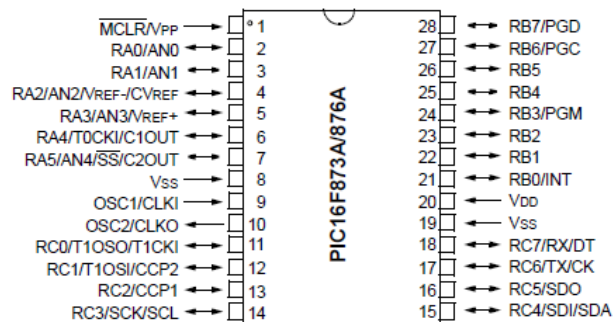 MCLR/VPP 1 28 RB7/PGD
RA0/AN0 2 27 RB6/PGC
RA1/AN1 3 26 RB5
RA2/AN2/VREF-/CVREF 4 25 RB4
RA3/AN3/VREF+ 5 24 RB3/PGM
RA4/T0CKI/C1OUT 6 23 RB2
RA5/AN4/SS/C2OUT 7 22 RB1
VSS 8 21 RB0/INT
OSC1/CLKI 9 20 VDD
OSC2/CLKO 10 19 VSS
RC0/T1OSO/T1CKI 11 18 RC7/RX/DT
RC1/T1OSI/CCP2 12 17 RC6/TX/CK
RC2/CCP1 13 16 RC5/SDO
RC3/SCK/SCL 14 15 RC4/SDI/SDA
PIC16F873A/876A